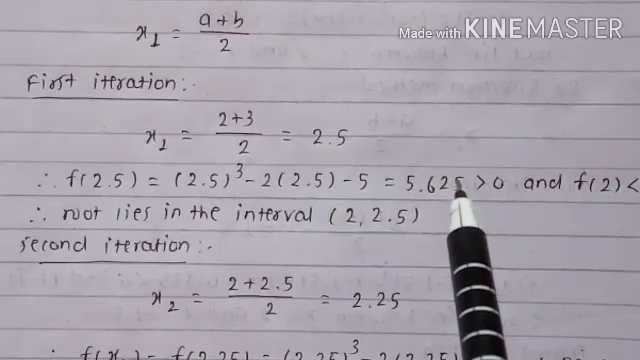 Made with KINEMASTER
x₁ = a+b/2
First iteration:-
x₁ = 2+3/2 = 2.5
∴ f(2.5) = (2.5)³-2(2.5)-5 = 5.625 > 0 and f(2) <
∴ root lies in the interval (2, 2.5)
second iteration:-
x₂ = 2+2.5/2 = 2.25